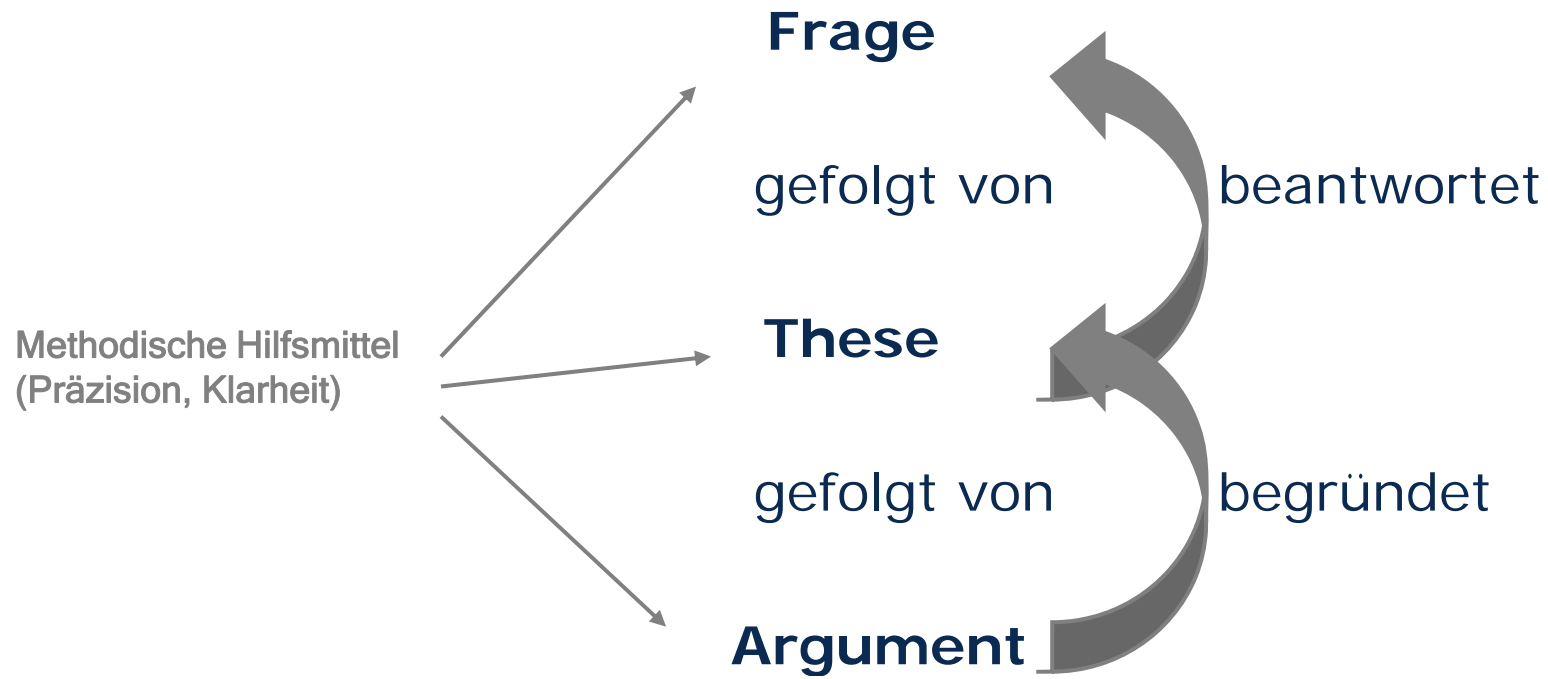 Frage
gefolgt von
beantwortet
These
Methodische Hilfsmittel
(Präzision, Klarheit)
gefolgt von
begründet
Argument